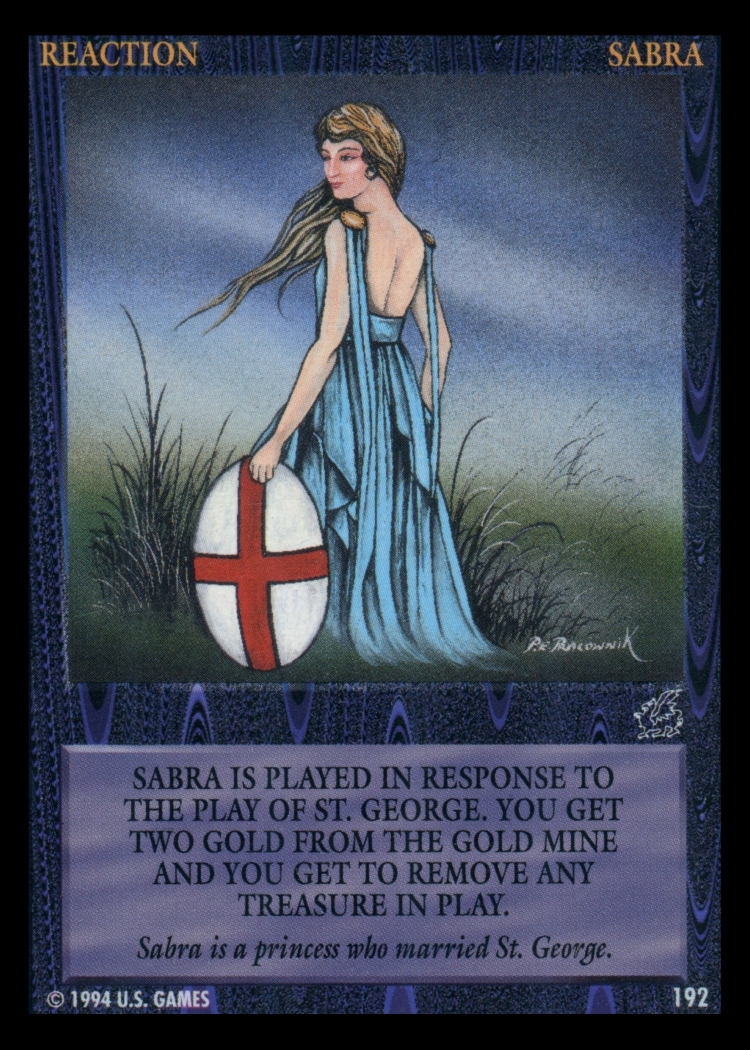 REACTION
SABRA
P.E. PRACOWNIK
SABRA IS PLAYED IN RESPONSE TO
THE PLAY OF ST. GEORGE. YOU GET
TWO GOLD FROM THE GOLD MINE
AND YOU GET TO REMOVE ANY
TREASURE IN PLAY.
Sabra is a princess who married St. George.
© 1994 U.S. GAMES
192